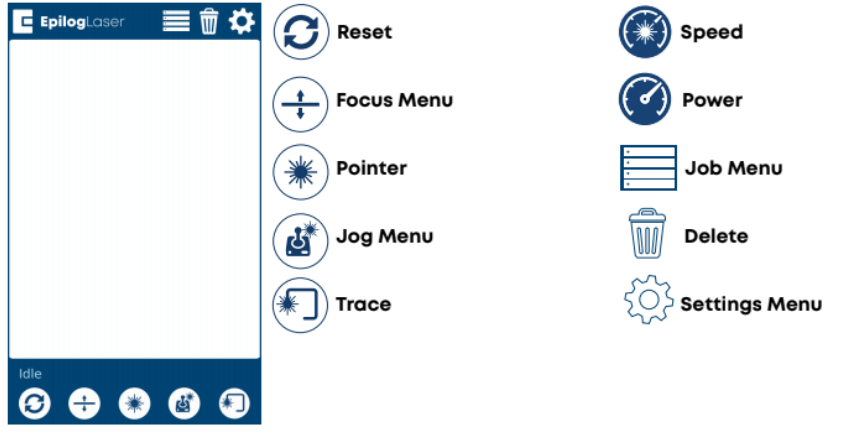 EpilogLaser
Idle
Reset
Focus Menu
Pointer
Jog Menu
Trace
Speed
Power
Job Menu
Delete
Settings Menu